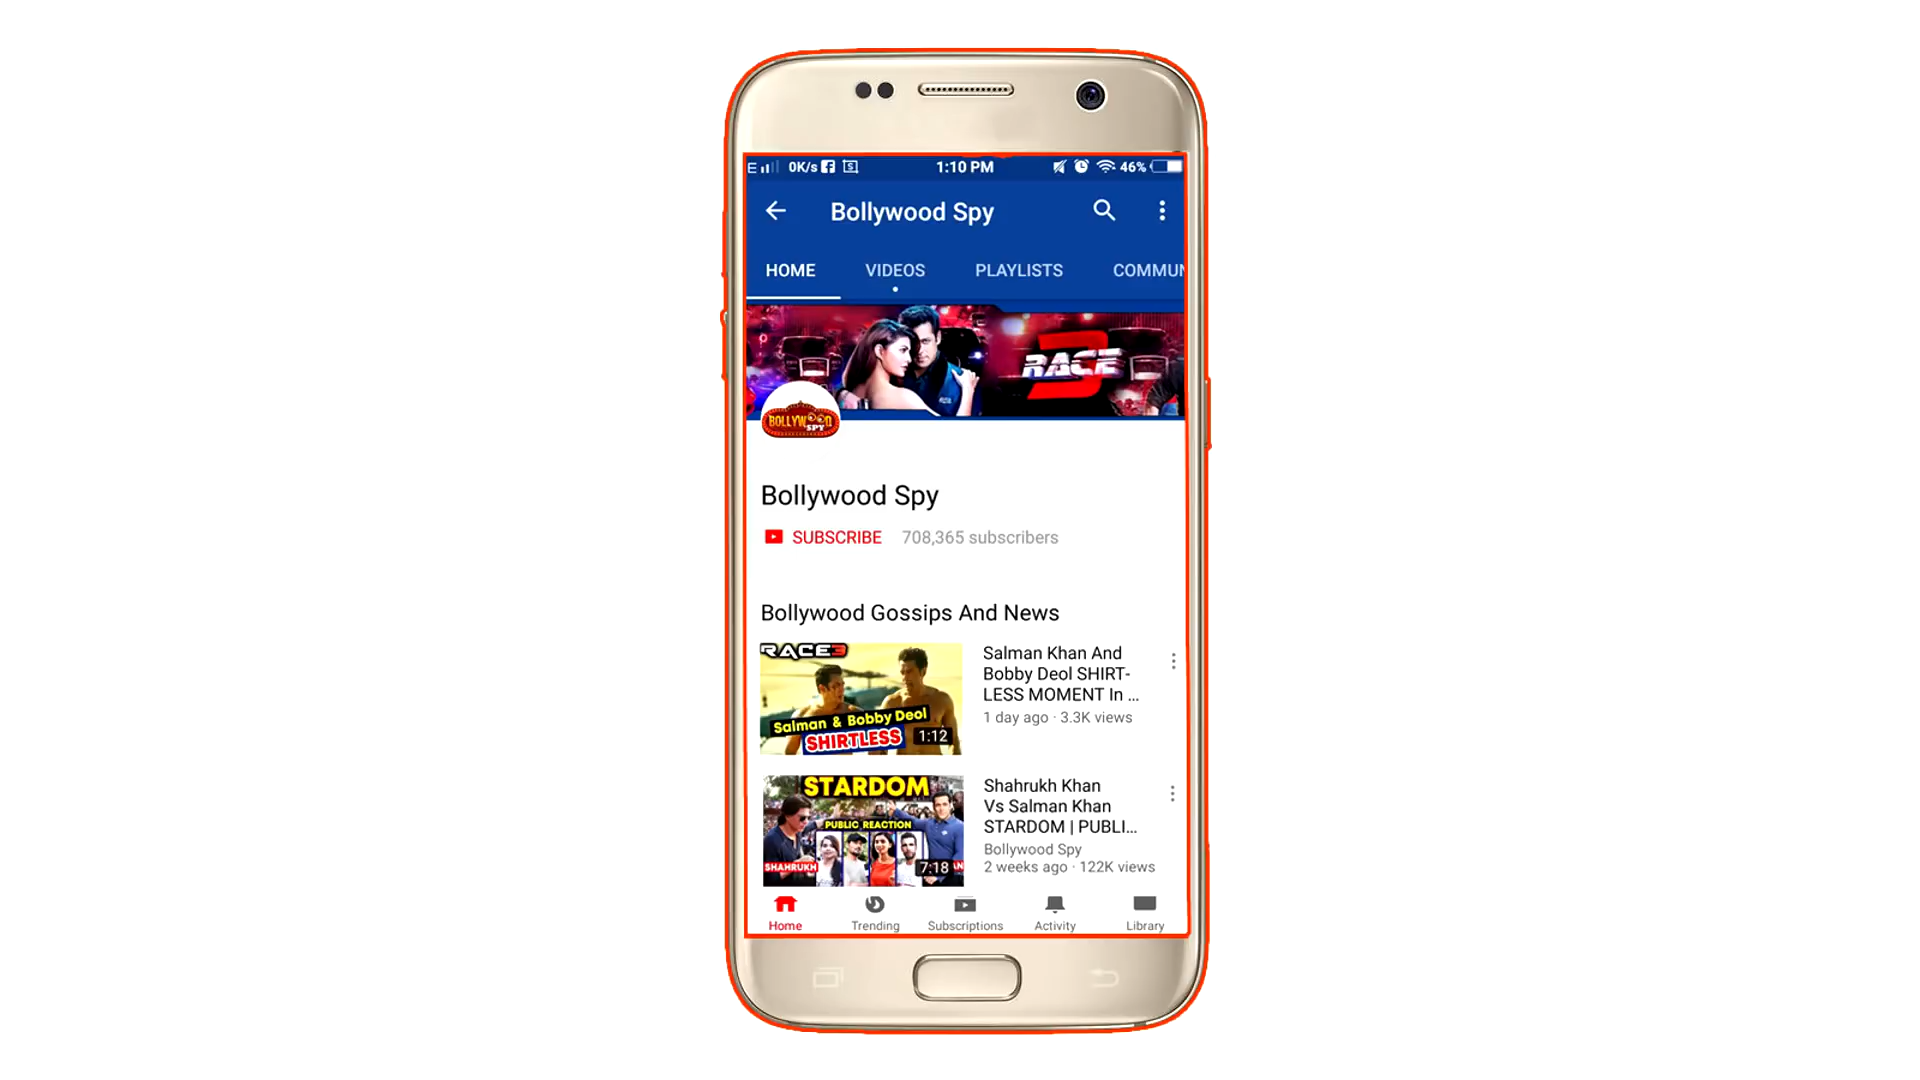 E 0K/s 1:10 PM 46%
Bollywood Spy
HOME VIDEOS PLAYLISTS COMMUN
RACE 3
BOLLYWOOD
SPY
Bollywood Spy
SUBSCRIBE 708,365 subscribers
Bollywood Gossips And News
RACE3
Salman & Bobby Deol
SHIRTLESS
1:12
Salman Khan And
Bobby Deol SHIRT-
LESS MOMENT In ...
1 day ago · 3.3K views
STARDOM
PUBLIC REACTION
SHAHRUKH
7:18
Shahrukh Khan
Vs Salman Khan
STARDOM | PUBLI...
Bollywood Spy
2 weeks ago · 122K views
Home Trending Subscriptions Activity Library